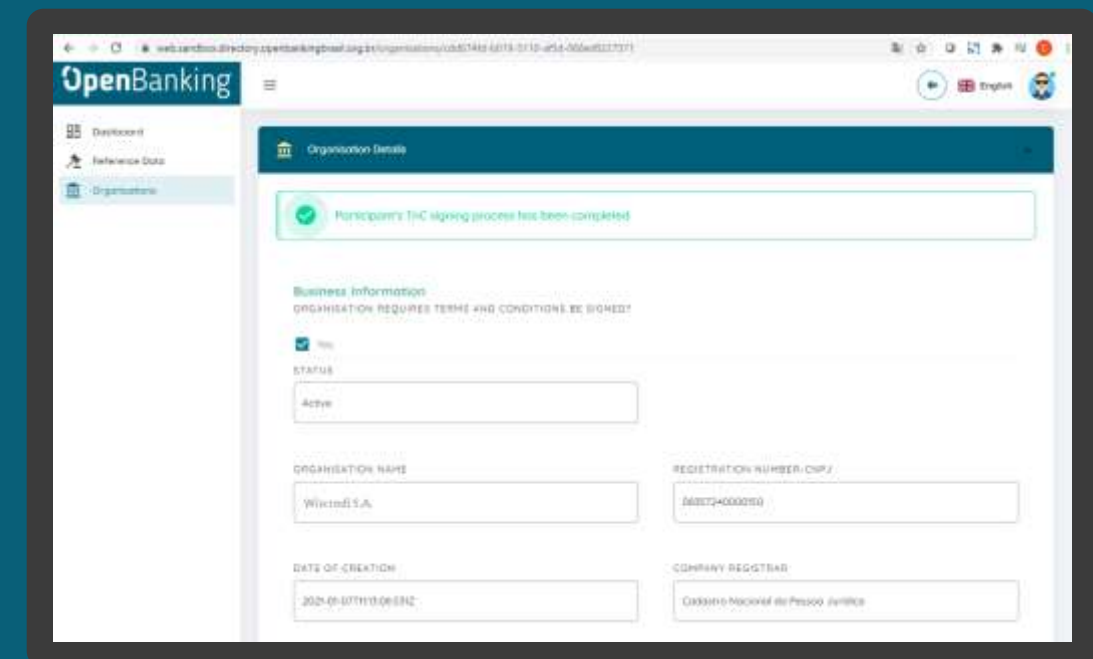 OpenBanking
English
Dashboard
Reference Data
Organisations
Organisation Details
Participant's TnC signing process has been completed
Business Information
ORGANISATION REQUIRES TERMS AND CONDITIONS BE SIGNED?
Yes
STATUS
Active
ORGANISATION NAME
REGISTRATION NUMBER: CNPJ
S.A.
DATE OF CREATION
COMPANY REGISTRAR
Cadastro Nacional da Pessoa Jurídica